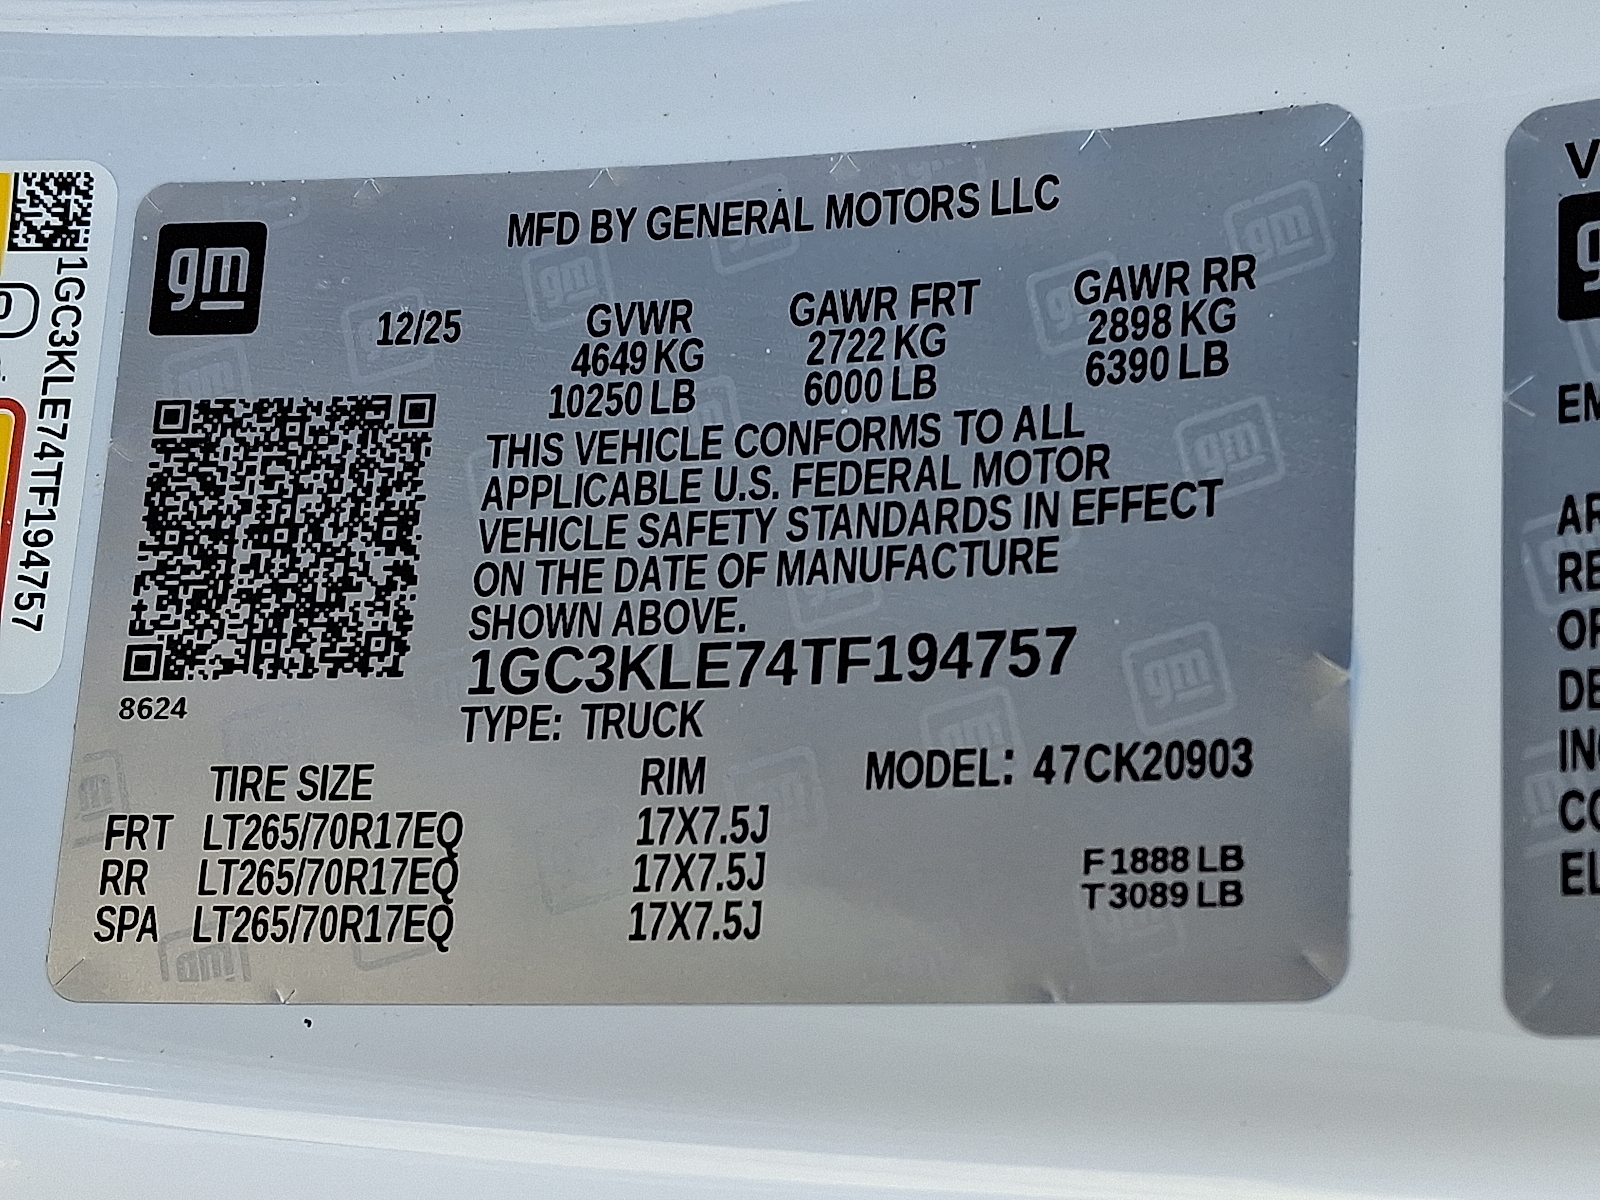 1GC3KLE74TF194757
gm
MFD BY GENERAL MOTORS LLC
12/25
GVWR
4649 KG
10250 LB
GAWR FRT
2722 KG
6000 LB
GAWR RR
2898 KG
6390 LB
THIS VEHICLE CONFORMS TO ALL
APPLICABLE U.S. FEDERAL MOTOR
VEHICLE SAFETY STANDARDS IN EFFECT
ON THE DATE OF MANUFACTURE
SHOWN ABOVE.
1GC3KLE74TF194757
8624
TYPE: TRUCK
MODEL: 47CK20903
TIRE SIZE RIM
FRT LT265/70R17EQ 17X7.5J
RR LT265/70R17EQ 17X7.5J
SPA LT265/70R17EQ 17X7.5J
F 1888 LB
T 3089 LB